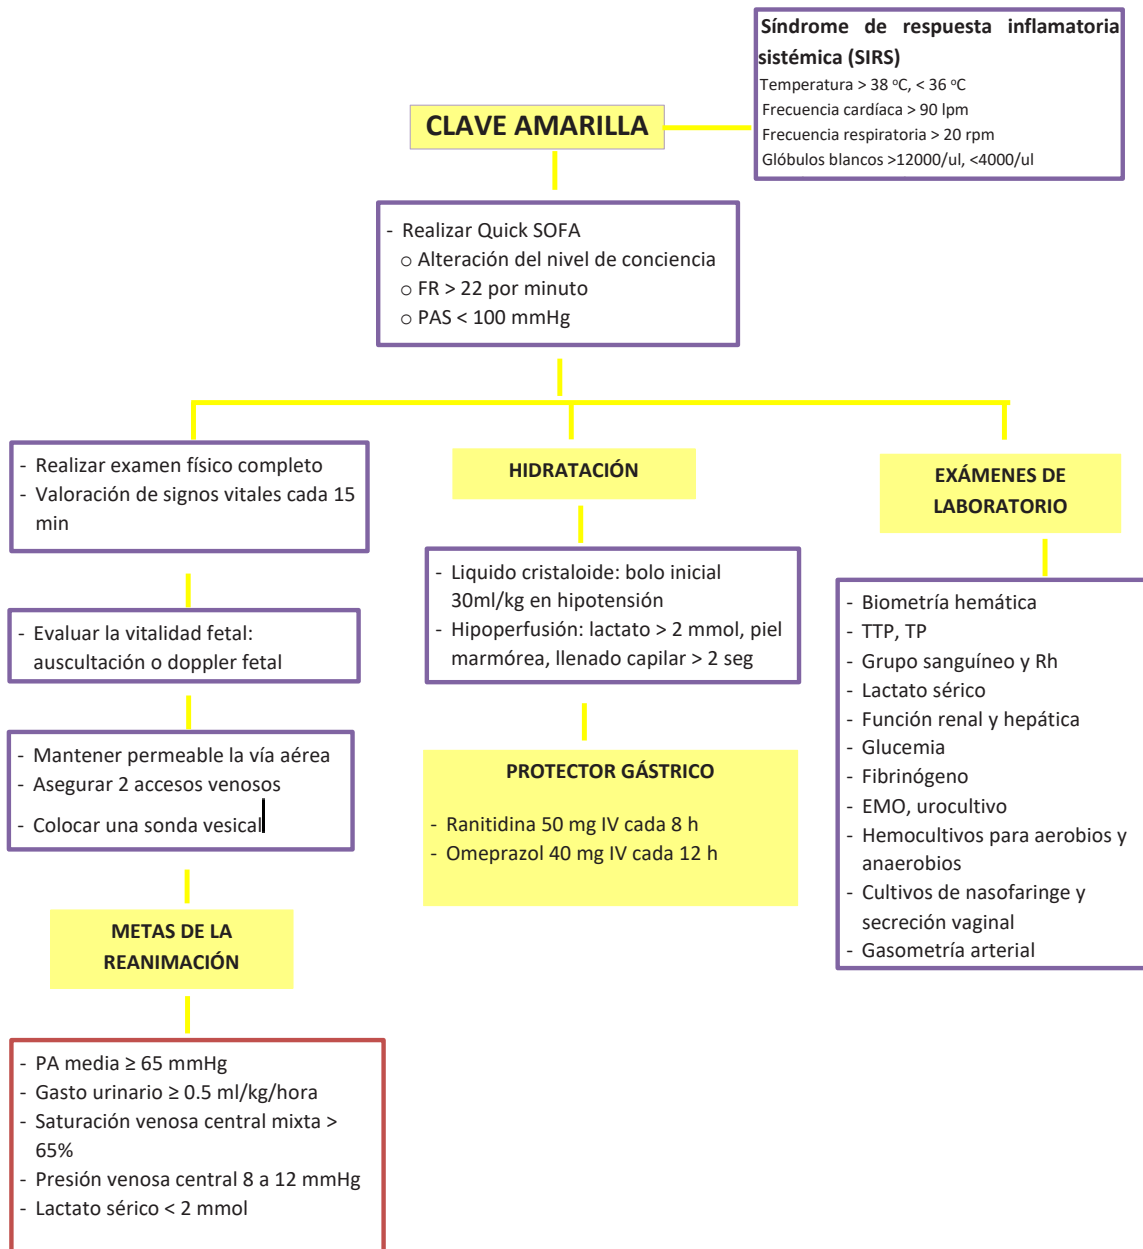 Síndrome de respuesta inflamatoria
sistémica (SIRS)
Temperatura > 38 ºC, < 36 ºC
Frecuencia cardíaca > 90 lpm
Frecuencia respiratoria > 20 rpm
Glóbulos blancos >12000/ul, <4000/ul
CLAVE AMARILLA
- Realizar Quick SOFA
o Alteración del nivel de conciencia
o FR > 22 por minuto
o PAS < 100 mmHg
- Realizar examen físico completo
- Valoración de signos vitales cada 15
min
- Evaluar la vitalidad fetal:
auscultación o doppler fetal
- Mantener permeable la vía aérea
- Asegurar 2 accesos venosos
- Colocar una sonda vesical
METAS DE LA
REANIMACIÓN
- PA media ≥ 65 mmHg
- Gasto urinario ≥ 0.5 ml/kg/hora
- Saturación venosa central mixta >
65%
- Presión venosa central 8 a 12 mmHg
- Lactato sérico < 2 mmol
HIDRATACIÓN
- Liquido cristaloide: bolo inicial
30ml/kg en hipotensión
- Hipoperfusión: lactato > 2 mmol, piel
marmórea, llenado capilar > 2 seg
PROTECTOR GÁSTRICO
- Ranitidina 50 mg IV cada 8 h
- Omeprazol 40 mg IV cada 12 h
EXÁMENES DE
LABORATORIO
- Biometría hemática
- TTP, TP
- Grupo sanguíneo y Rh
- Lactato sérico
- Función renal y hepática
- Glucemia
- Fibrinógeno
- EMO, urocultivo
- Hemocultivos para aerobios y
anaerobios
- Cultivos de nasofaringe y
secreción vaginal
- Gasometría arterial